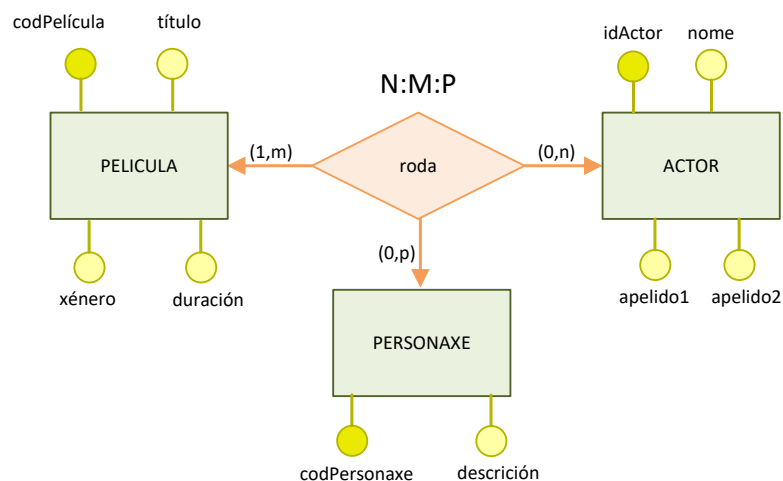 codPelícula
título
idActor
nome
N:M:P
PELICULA
(1,m)
roda
(0,n)
ACTOR
(0,p)
xénero
duración
apelido1
apelido2
PERSONAXE
codPersonaxe
descrición